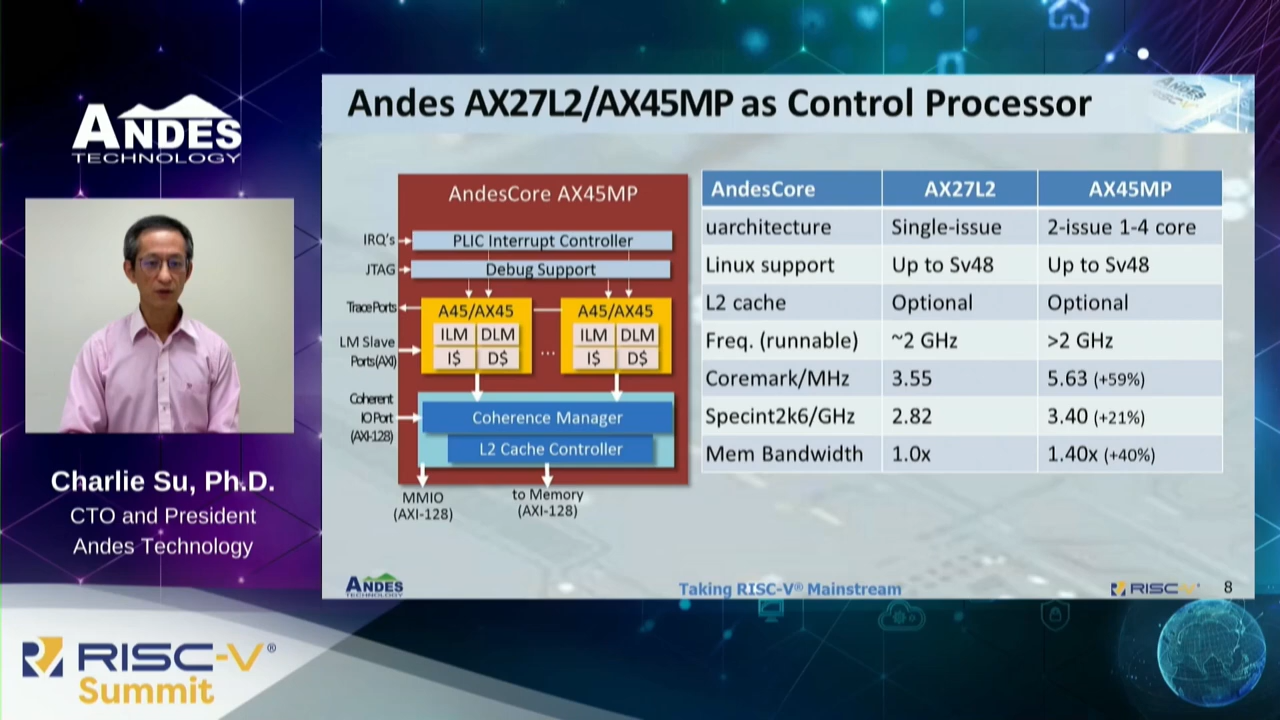 ANDES
TECHNOLOGY
Charlie Su, Ph.D.
CTO and President
Andes Technology
RISC-V®
Summit
Andes AX27L2/AX45MP as Control Processor
AndesCore AX45MP
IRQ's
PLIC Interrupt Controller
JTAG
Debug Support
Trace Ports
A45/AX45
A45/AX45
ILM DLM
ILM DLM
LM Slave
Ports(AXI)
I$ D$
...
I$ D$
Coherent
IO Port
(AXI-128)
Coherence Manager
L2 Cache Controller
MMIO
(AXI-128)
to Memory
(AXI-128)
AndesCore AX27L2 AX45MP
uarchitecture Single-issue 2-issue 1-4 core
Linux support Up to Sv48 Up to Sv48
L2 cache Optional Optional
Freq. (runnable) ~2 GHz >2 GHz
Coremark/MHz 3.55 5.63 (+59%)
Specint2k6/GHz 2.82 3.40 (+21%)
Mem Bandwidth 1.0x 1.40x (+40%)
ANDES
TECHNOLOGY
Taking RISC-V® Mainstream
RISC-V
8